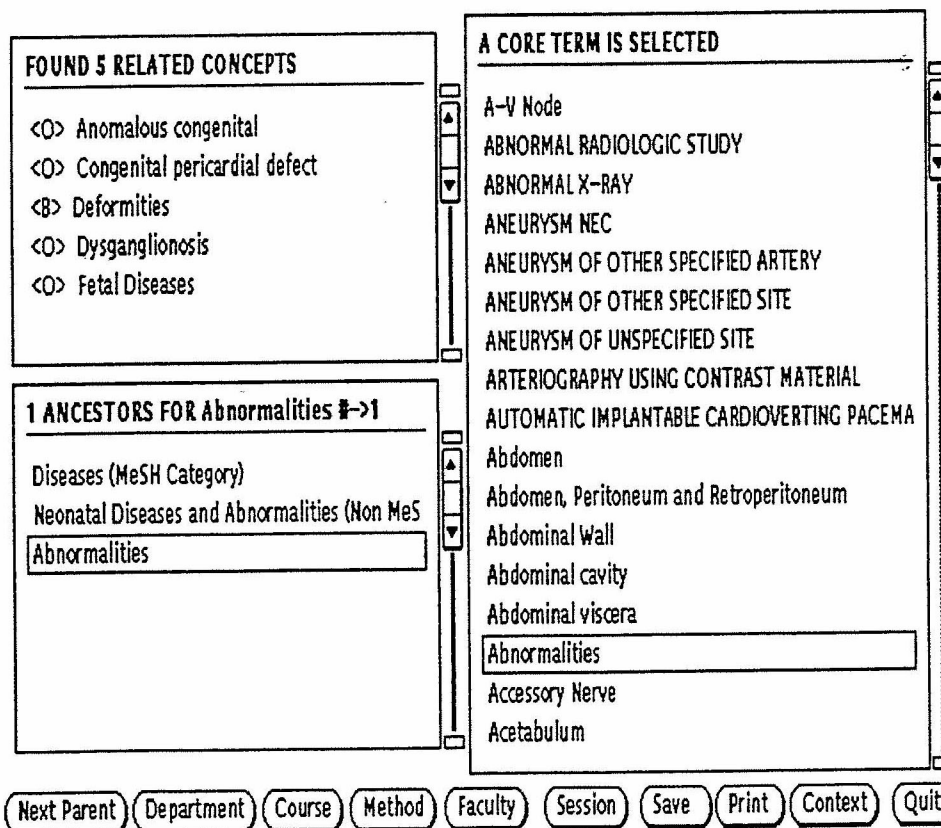 FOUND 5 RELATED CONCEPTS
<O> Anomalous congenital
<O> Congenital pericardial defect
<B> Deformities
<O> Dysganglionosis
<O> Fetal Diseases
1 ANCESTORS FOR Abnormalities #->1
Diseases (MeSH Category)
Neonatal Diseases and Abnormalities (Non MeS
Abnormalities
A CORE TERM IS SELECTED
A-V Node
ABNORMAL RADIOLOGIC STUDY
ABNORMAL X-RAY
ANEURYSM NEC
ANEURYSM OF OTHER SPECIFIED ARTERY
ANEURYSM OF OTHER SPECIFIED SITE
ANEURYSM OF UNSPECIFIED SITE
ARTERIOGRAPHY USING CONTRAST MATERIAL
AUTOMATIC IMPLANTABLE CARDIOVERTING PACEMA
Abdomen
Abdomen, Peritoneum and Retroperitoneum
Abdominal Wall
Abdominal cavity
Abdominal viscera
Abnormalities
Accessory Nerve
Acetabulum
Next Parent Department Course Method Faculty Session Save Print Context Quit